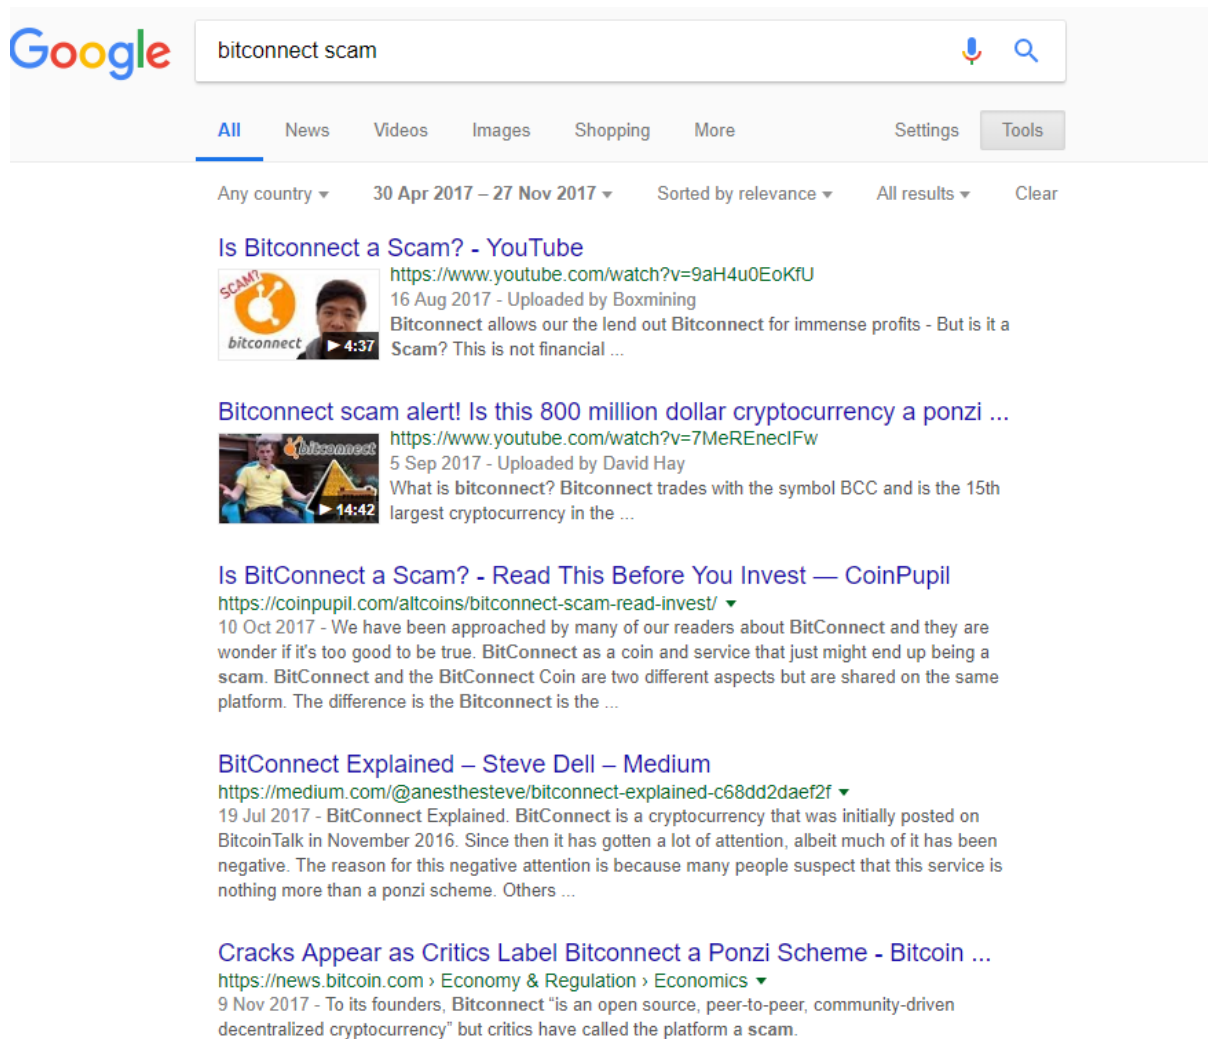 Google
bitconnect scam
All News Videos Images Shopping More Settings Tools
Any country 30 Apr 2017 – 27 Nov 2017 Sorted by relevance All results Clear
Is Bitconnect a Scam? - YouTube
SCAM?
bitconnect
4:37
https://www.youtube.com/watch?v=9aH4u0EoKfU
16 Aug 2017 - Uploaded by Boxmining
Bitconnect allows our the lend out Bitconnect for immense profits - But is it a
Scam? This is not financial ...
Bitconnect scam alert! Is this 800 million dollar cryptocurrency a ponzi ...
bitconnect
14:42
https://www.youtube.com/watch?v=7MeREnecIFw
5 Sep 2017 - Uploaded by David Hay
What is bitconnect? Bitconnect trades with the symbol BCC and is the 15th
largest cryptocurrency in the ...
Is BitConnect a Scam? - Read This Before You Invest — CoinPupil
https://coinpupil.com/altcoins/bitconnect-scam-read-invest/
10 Oct 2017 - We have been approached by many of our readers about BitConnect and they are
wonder if it's too good to be true. BitConnect as a coin and service that just might end up being a
scam. BitConnect and the BitConnect Coin are two different aspects but are shared on the same
platform. The difference is the Bitconnect is the ...
BitConnect Explained – Steve Dell – Medium
https://medium.com/@anesthesteve/bitconnect-explained-c68dd2daef2f
19 Jul 2017 - BitConnect Explained. BitConnect is a cryptocurrency that was initially posted on
BitcoinTalk in November 2016. Since then it has gotten a lot of attention, albeit much of it has been
negative. The reason for this negative attention is because many people suspect that this service is
nothing more than a ponzi scheme. Others ...
Cracks Appear as Critics Label Bitconnect a Ponzi Scheme - Bitcoin ...
https://news.bitcoin.com › Economy & Regulation › Economics
9 Nov 2017 - To its founders, Bitconnect “is an open source, peer-to-peer, community-driven
decentralized cryptocurrency” but critics have called the platform a scam.